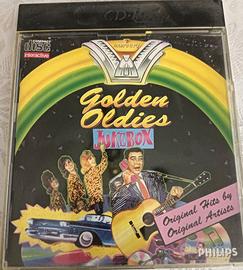 COMPACT
disc
Interactive
Golden
Oldies
JUKEBOX
Original Hits by
Original Artists
PHILIPS